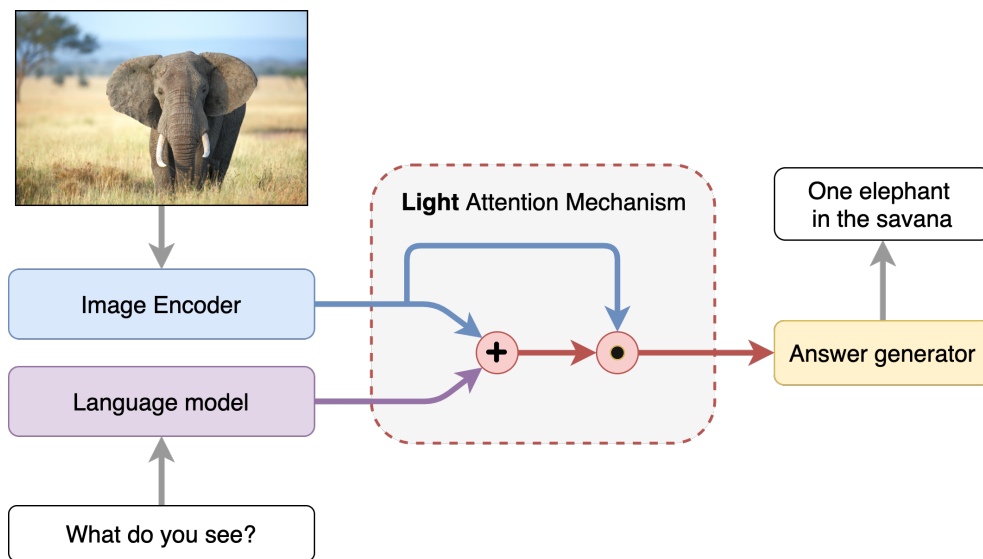 Light Attention Mechanism
One elephant
in the savana
Image Encoder
Answer generator
Language model
What do you see?